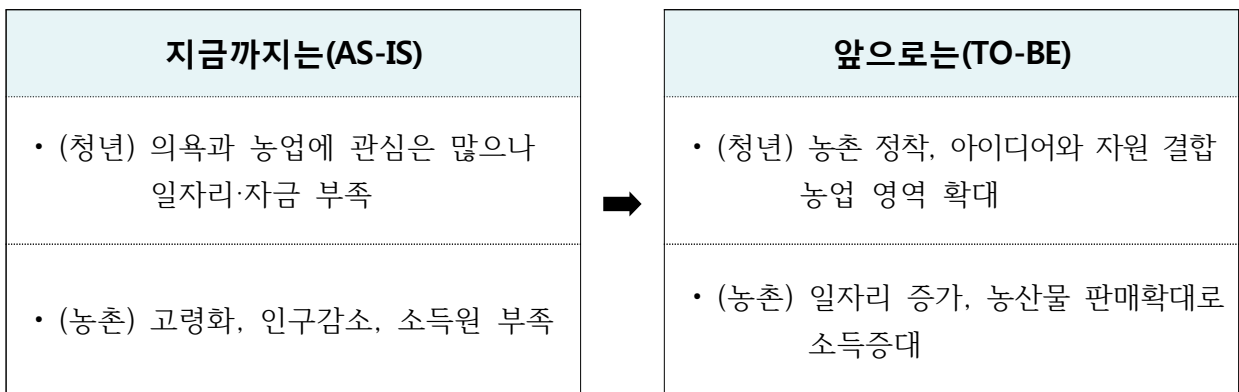 지금까지는(AS-IS)
・(청년) 의욕과 농업에 관심은 많으나
일자리·자금 부족
・(농촌) 고령화, 인구감소, 소득원 부족
➡
앞으로는(TO-BE)
・(청년) 농촌 정착, 아이디어와 자원 결합
농업 영역 확대
・(농촌) 일자리 증가, 농산물 판매확대로
소득증대